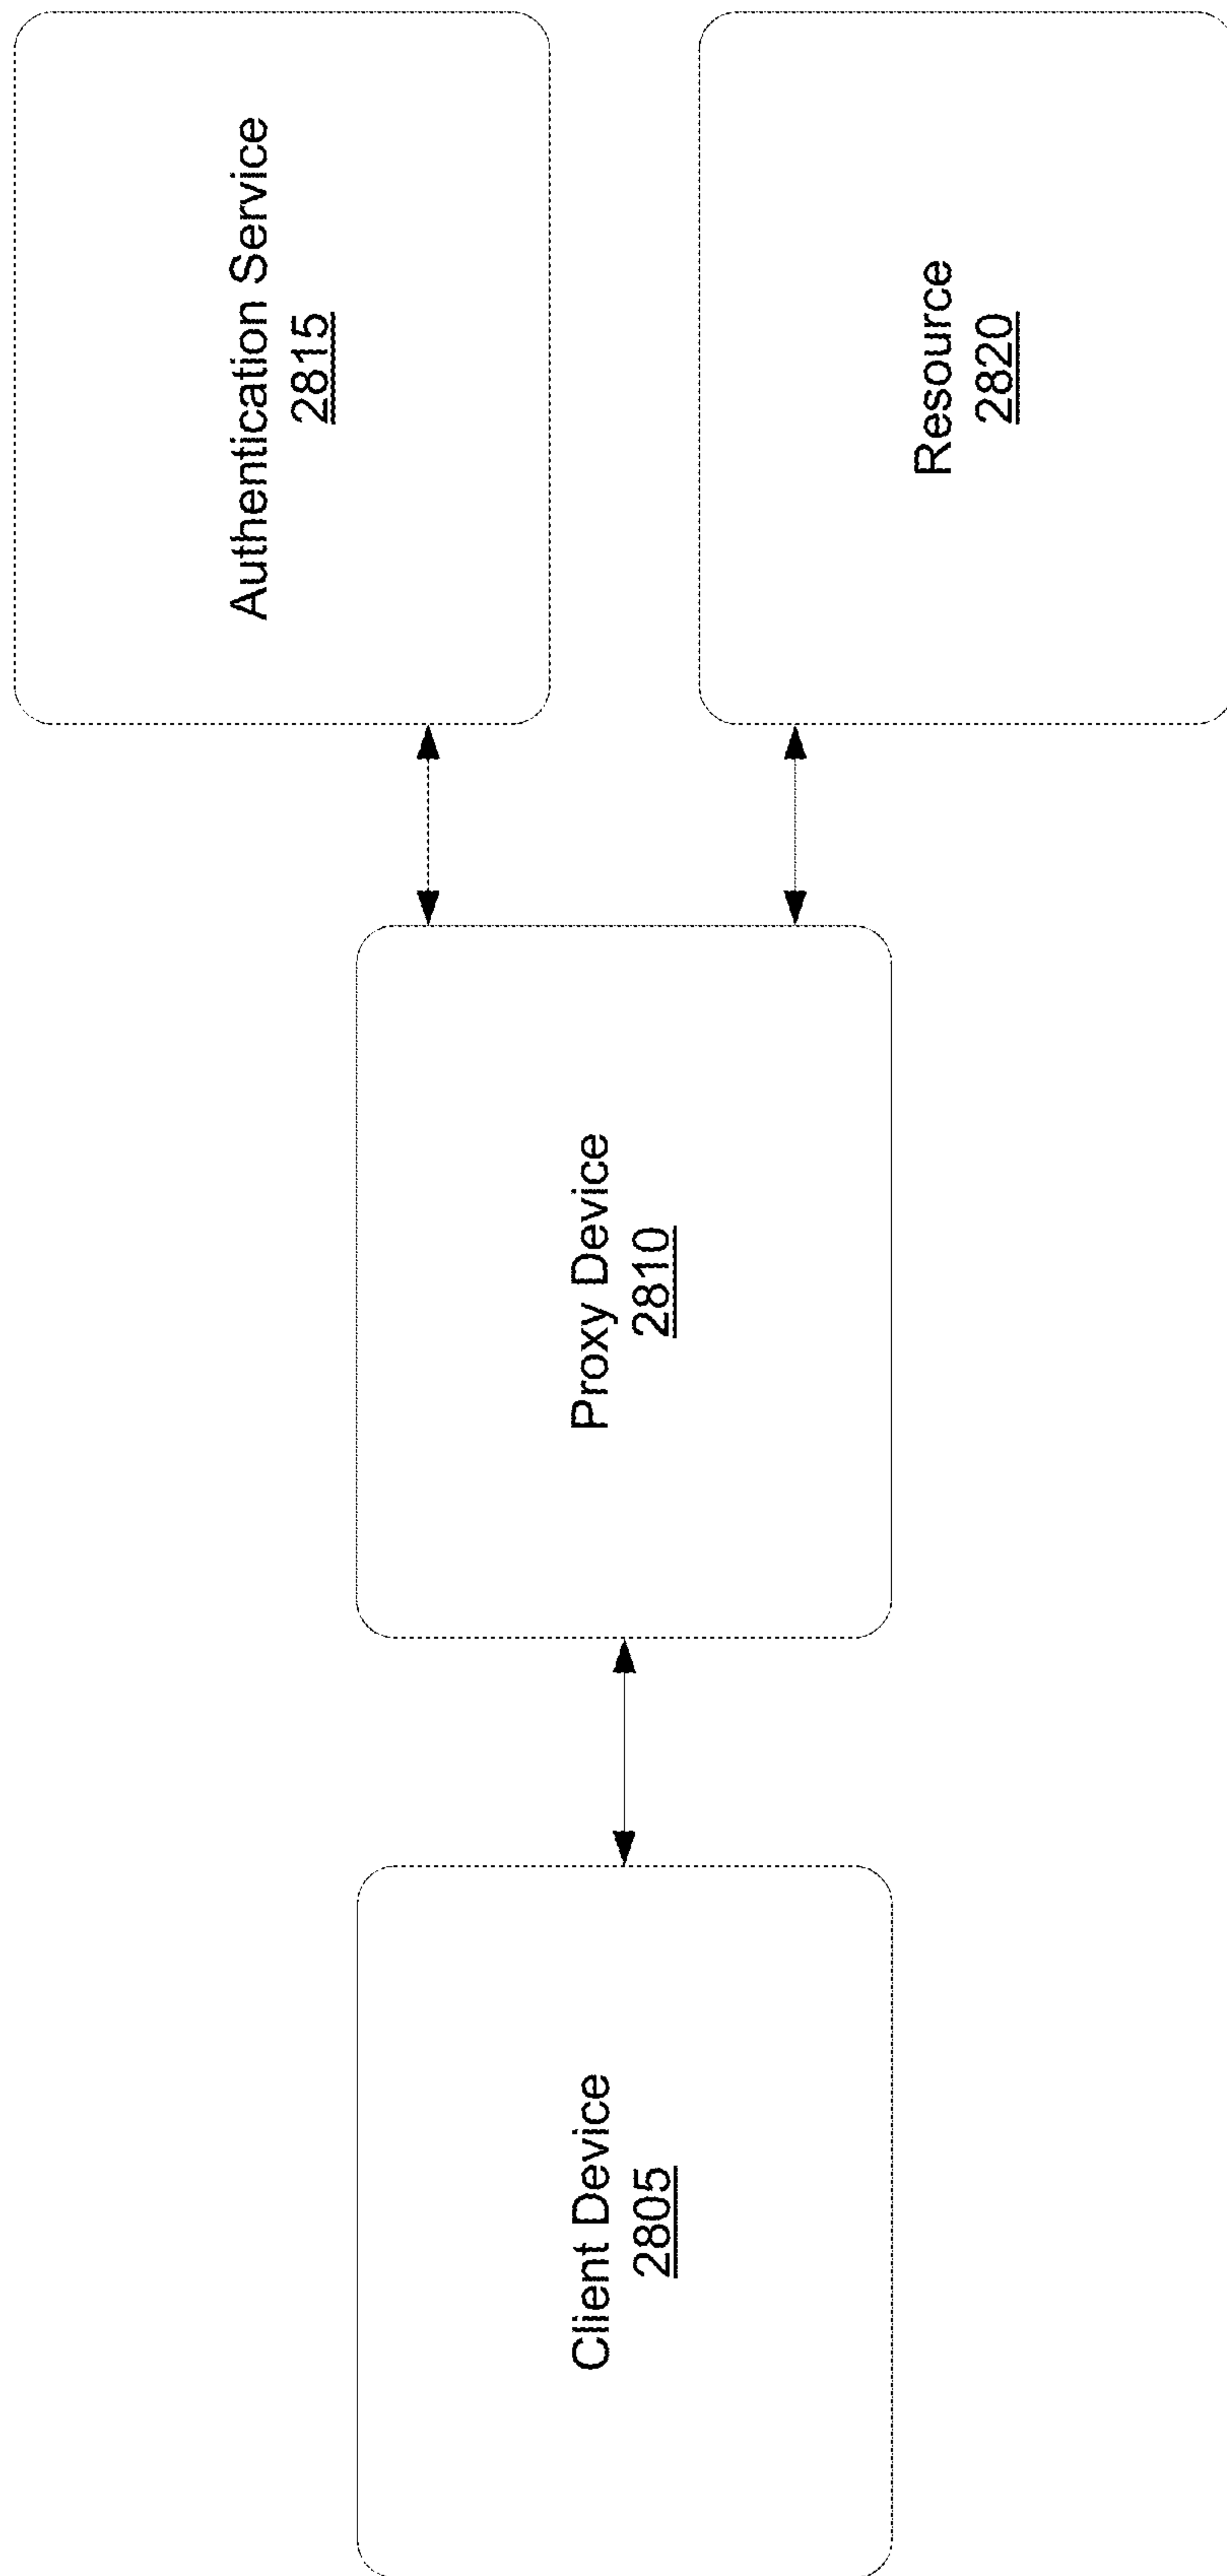 Client Device
2805
Proxy Device
2810
Authentication Service
2815
Resource
2820